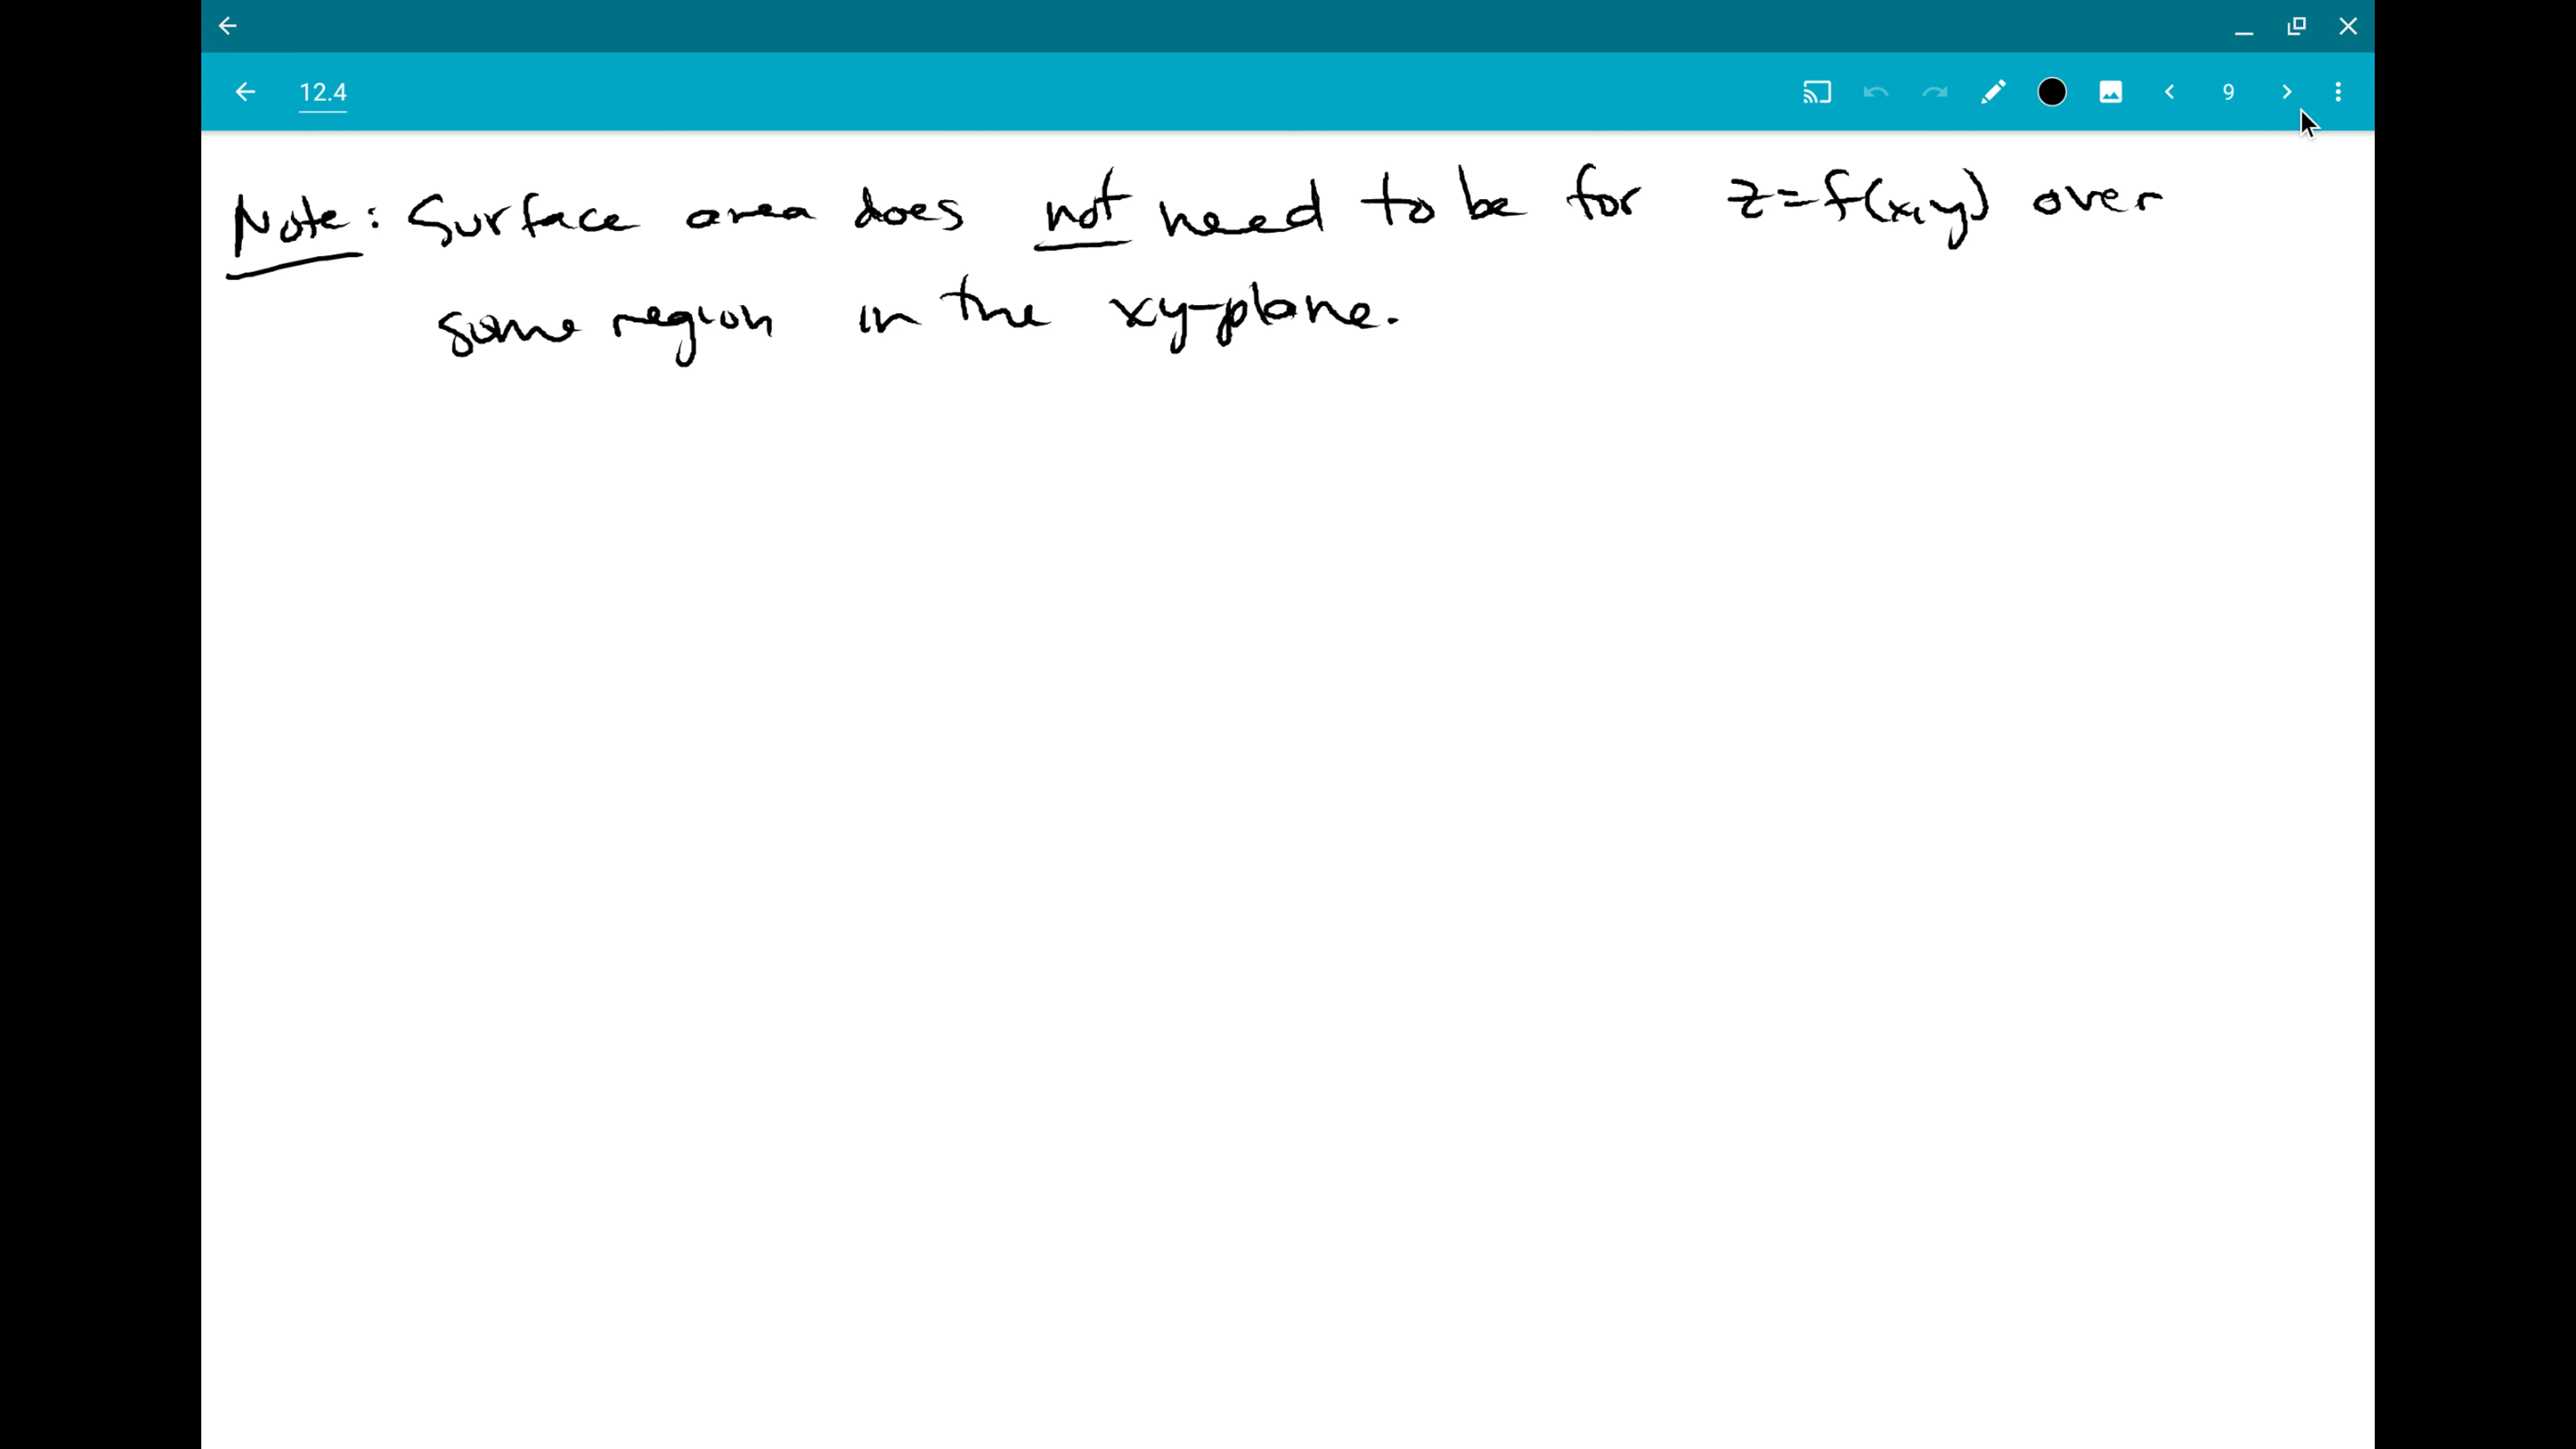 12.4
9
Note: Surface area does not need to be for z=f(x,y) over
some region in the xy-plane.